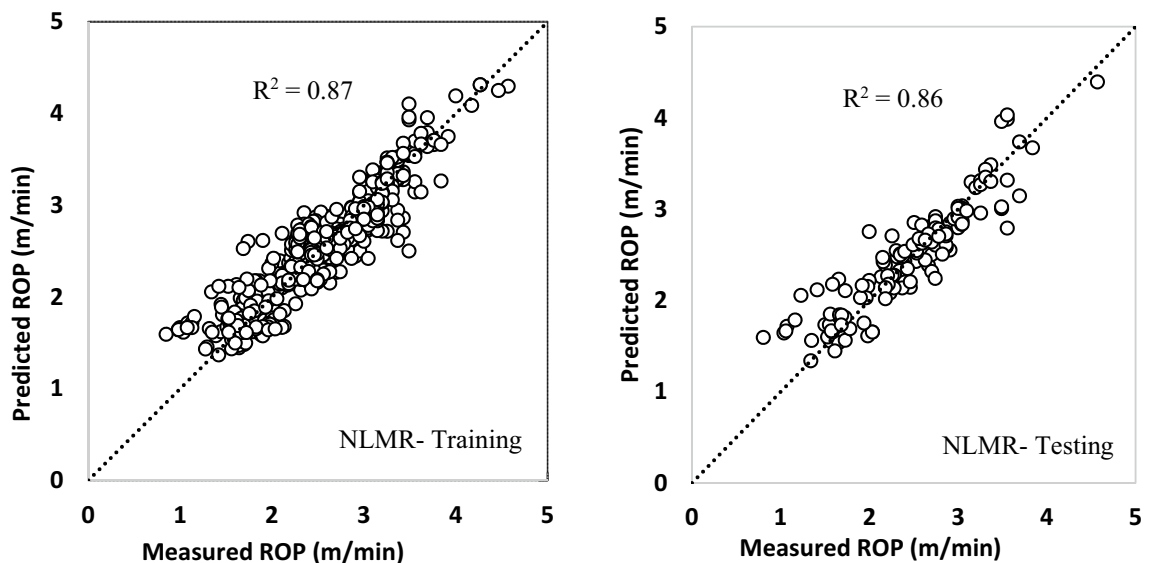 5
4
3
2
1
0
Predicted ROP (m/min)
R² = 0.87
NLMR- Training
0 1 2 3 4 5
Measured ROP (m/min)
5
4
3
2
1
0
Predicted ROP (m/min)
R² = 0.86
NLMR- Testing
0 1 2 3 4 5
Measured ROP (m/min)